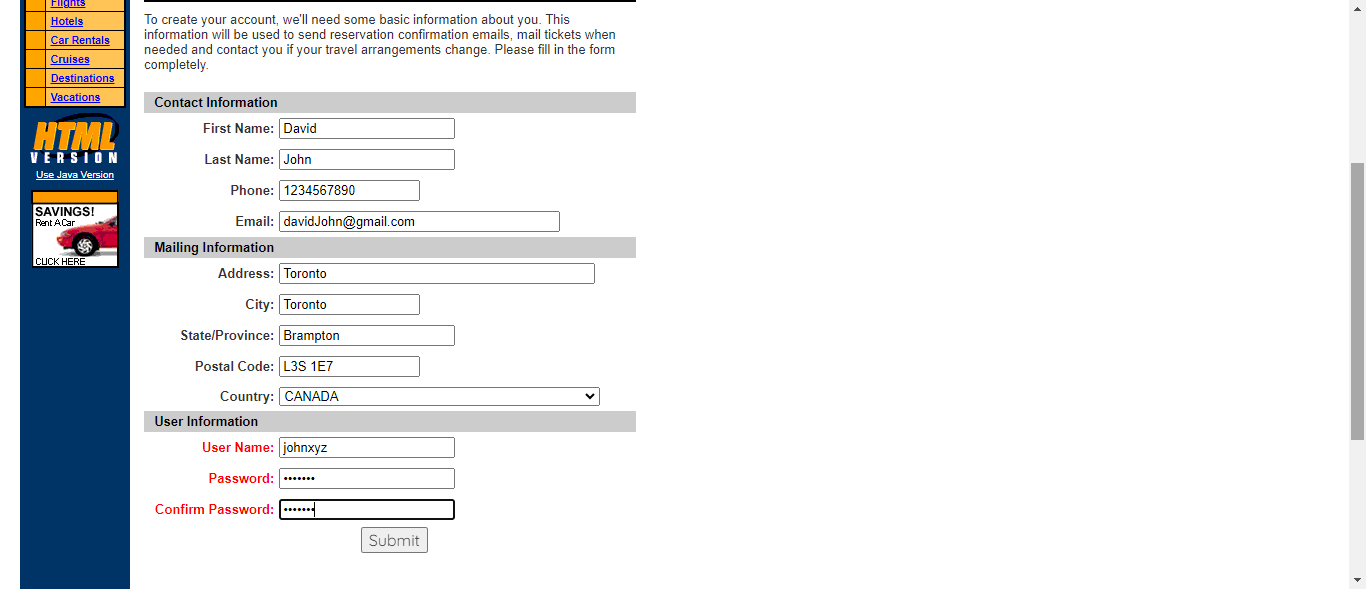 Flights
Hotels
Car Rentals
Cruises
Destinations
Vacations
HTML
VERSION
Use Java Version
SAVINGS!
Rent A Car
CLICK HERE
To create your account, we'll need some basic information about you. This
information will be used to send reservation confirmation emails, mail tickets when
needed and contact you if your travel arrangements change. Please fill in the form
completely.
Contact Information
First Name: David
Last Name: John
Phone: 1234567890
Email: davidJohn@gmail.com
Mailing Information
Address: Toronto
City: Toronto
State/Province: Brampton
Postal Code: L3S 1E7
Country: CANADA
User Information
User Name: johnxyz
Password: •••••••
Confirm Password: •••••••
Submit